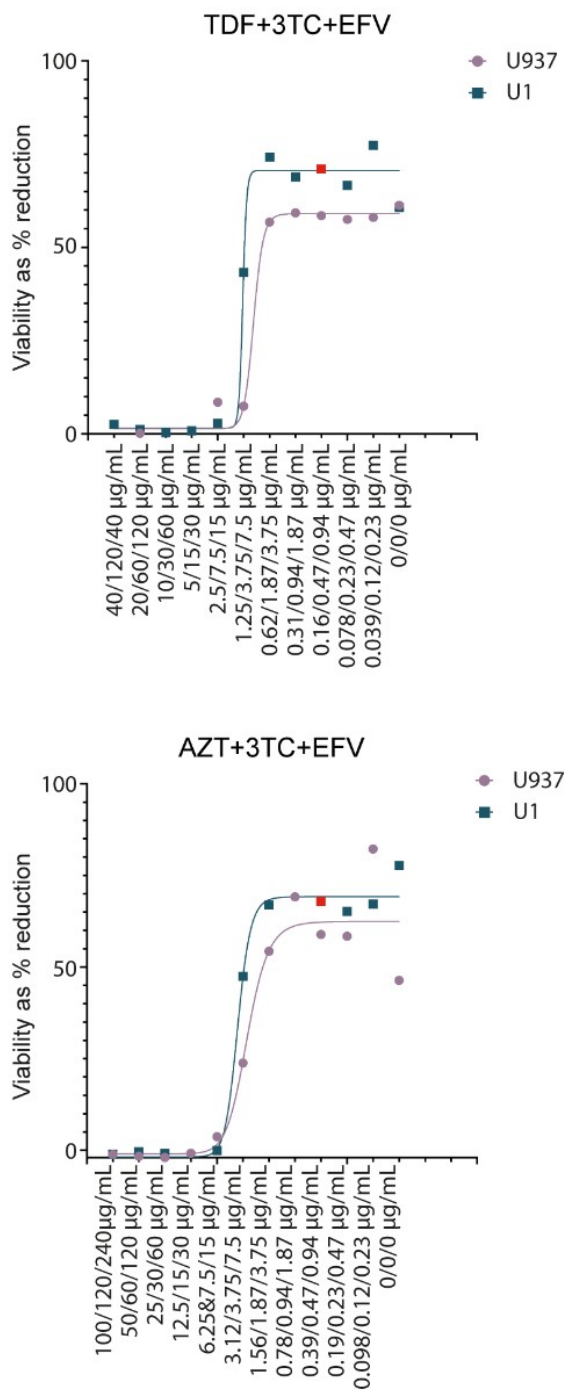 TDF+3TC+EFV
U937
U1
Viability as % reduction
100
50
0
40/120/40 µg/mL
20/60/120 µg/mL
10/30/60 µg/mL
5/15/30 µg/mL
2.5/7.5/15 µg/mL
1.25/3.75/7.5 µg/mL
0.62/1.87/3.75 µg/mL
0.31/0.94/1.87 µg/mL
0.16/0.47/0.94 µg/mL
0.078/0.23/0.47 µg/mL
0.039/0.12/0.23 µg/mL
0/0/0 µg/mL
AZT+3TC+EFV
U937
U1
Viability as % reduction
100
50
0
100/120/240µg/mL
50/60/120 µg/mL
25/30/60 µg/mL
12.5/15/30 µg/mL
6.25&7.5/15 µg/mL
3.12/3.75/7.5 µg/mL
1.56/1.87/3.75 µg/mL
0.78/0.94/1.87 µg/mL
0.39/0.47/0.94 µg/mL
0.19/0.23/0.47 µg/mL
0.098/0.12/0.23 µg/mL
0/0/0 µg/mL